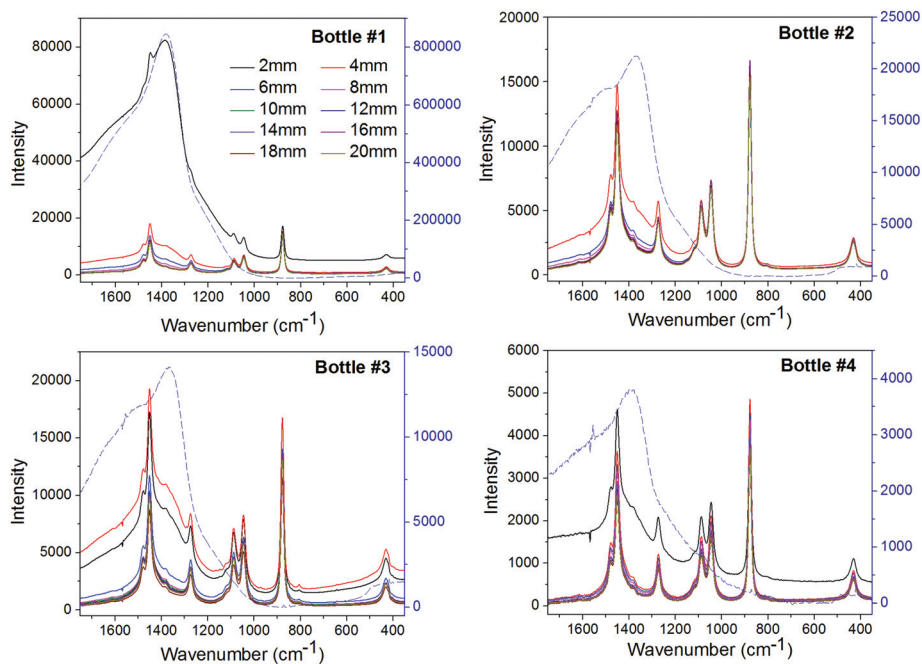 Bottle #1
80000
60000
40000
20000
0
800000
600000
400000
200000
0
2mm 4mm
6mm 8mm
10mm 12mm
14mm 16mm
18mm 20mm
1600 1400 1200 1000 800 600 400
Intensity
Wavenumber (cm⁻¹)
Bottle #2
20000
15000
10000
5000
0
25000
20000
15000
10000
5000
0
1600 1400 1200 1000 800 600 400
Intensity
Wavenumber (cm⁻¹)
Bottle #3
20000
15000
10000
5000
0
15000
10000
5000
0
1600 1400 1200 1000 800 600 400
Intensity
Wavenumber (cm⁻¹)
Bottle #4
6000
5000
4000
3000
2000
1000
0
4000
3000
2000
1000
0
1600 1400 1200 1000 800 600 400
Intensity
Wavenumber (cm⁻¹)